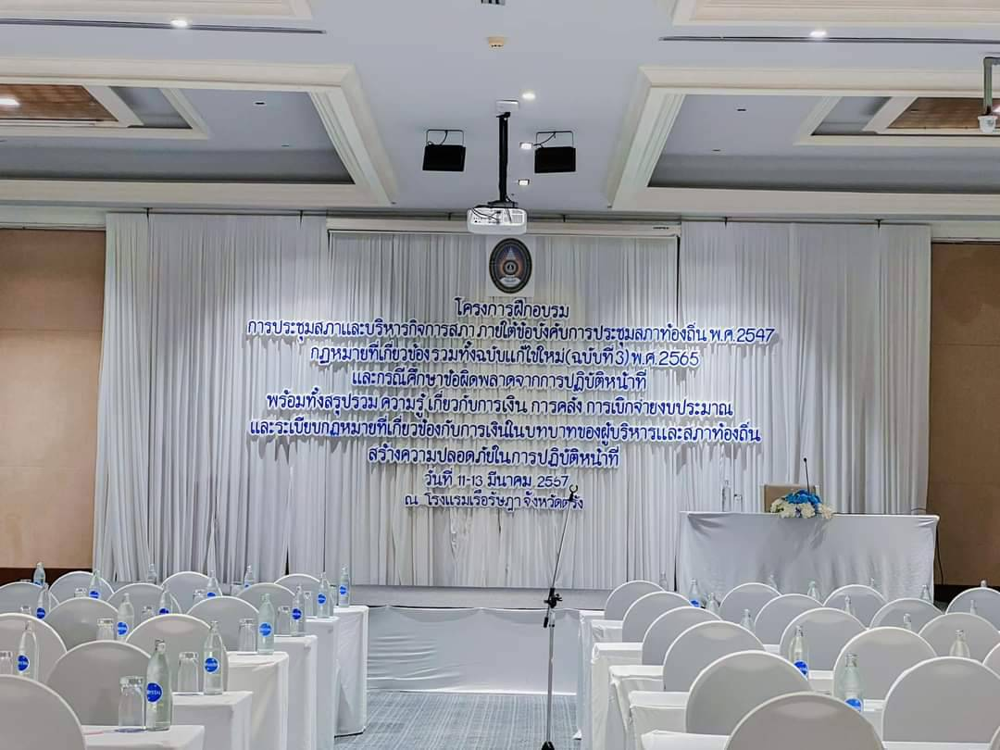 โครงการฝึกอบรม
การประชุมสภาและบริหารกิจการสภา ภายใต้ข้อบังคับการประชุมสภาท้องถิ่น พ.ศ.2547
กฎหมายที่เกี่ยวข้อง รวมทั้งฉบับแก้ไขใหม่(ฉบับที่ 3) พ.ศ.2565
และกรณีศึกษาข้อผิดพลาดจากการปฏิบัติหน้าที่
พร้อมทั้งสรุปรวม ความรู้ เกี่ยวกับการเงิน การคลัง การเบิกจ่ายงบประมาณ
และระเบียบกฎหมายที่เกี่ยวข้องกับการเงินในบทบาทของผู้บริหารและสภาท้องถิ่น
สร้างความปลอดภัยในการปฏิบัติหน้าที่
วันที่ 11-13 มีนาคม 2567
ณ โรงแรมเรือรัษฎา จังหวัดตรัง
CRYSTAL